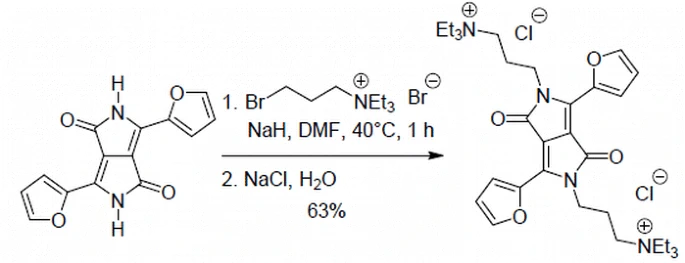 Et3N⊕ Cl⊖
H
N
O
O
1. Br NEt3⊕ Br⊖
NaH, DMF, 40°C, 1 h
2. NaCl, H2O
63%
O
O
N
H
O
N
O
O
N
O
Cl⊖
NEt3⊕